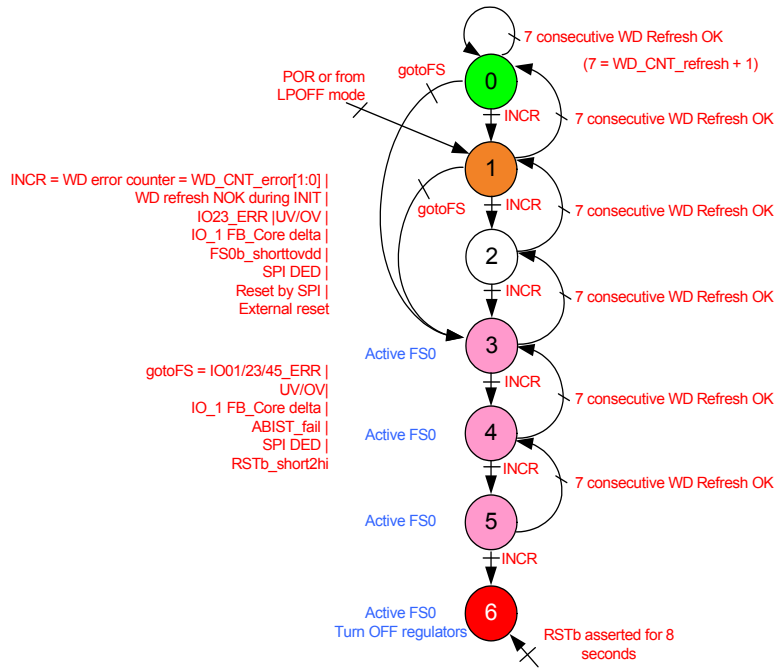 7 consecutive WD Refresh OK
(7 = WD_CNT_refresh + 1)
gotoFS
0
POR or from
LPOFF mode
INCR
7 consecutive WD Refresh OK
1
INCR = WD error counter = WD_CNT_error[1:0] |
WD refresh NOK during INIT |
IO23_ERR |UV/OV |
IO_1 FB_Core delta |
FS0b_shorttovdd |
SPI DED |
Reset by SPI |
External reset
gotoFS
INCR
7 consecutive WD Refresh OK
2
INCR
7 consecutive WD Refresh OK
Active FS0
3
gotoFS = IO01/23/45_ERR |
UV/OV|
IO_1 FB_Core delta |
ABIST_fail |
SPI DED |
RSTb_short2hi
INCR
7 consecutive WD Refresh OK
Active FS0
4
INCR
7 consecutive WD Refresh OK
Active FS0
5
INCR
Active FS0
Turn OFF regulators
6
RSTb asserted for 8
seconds